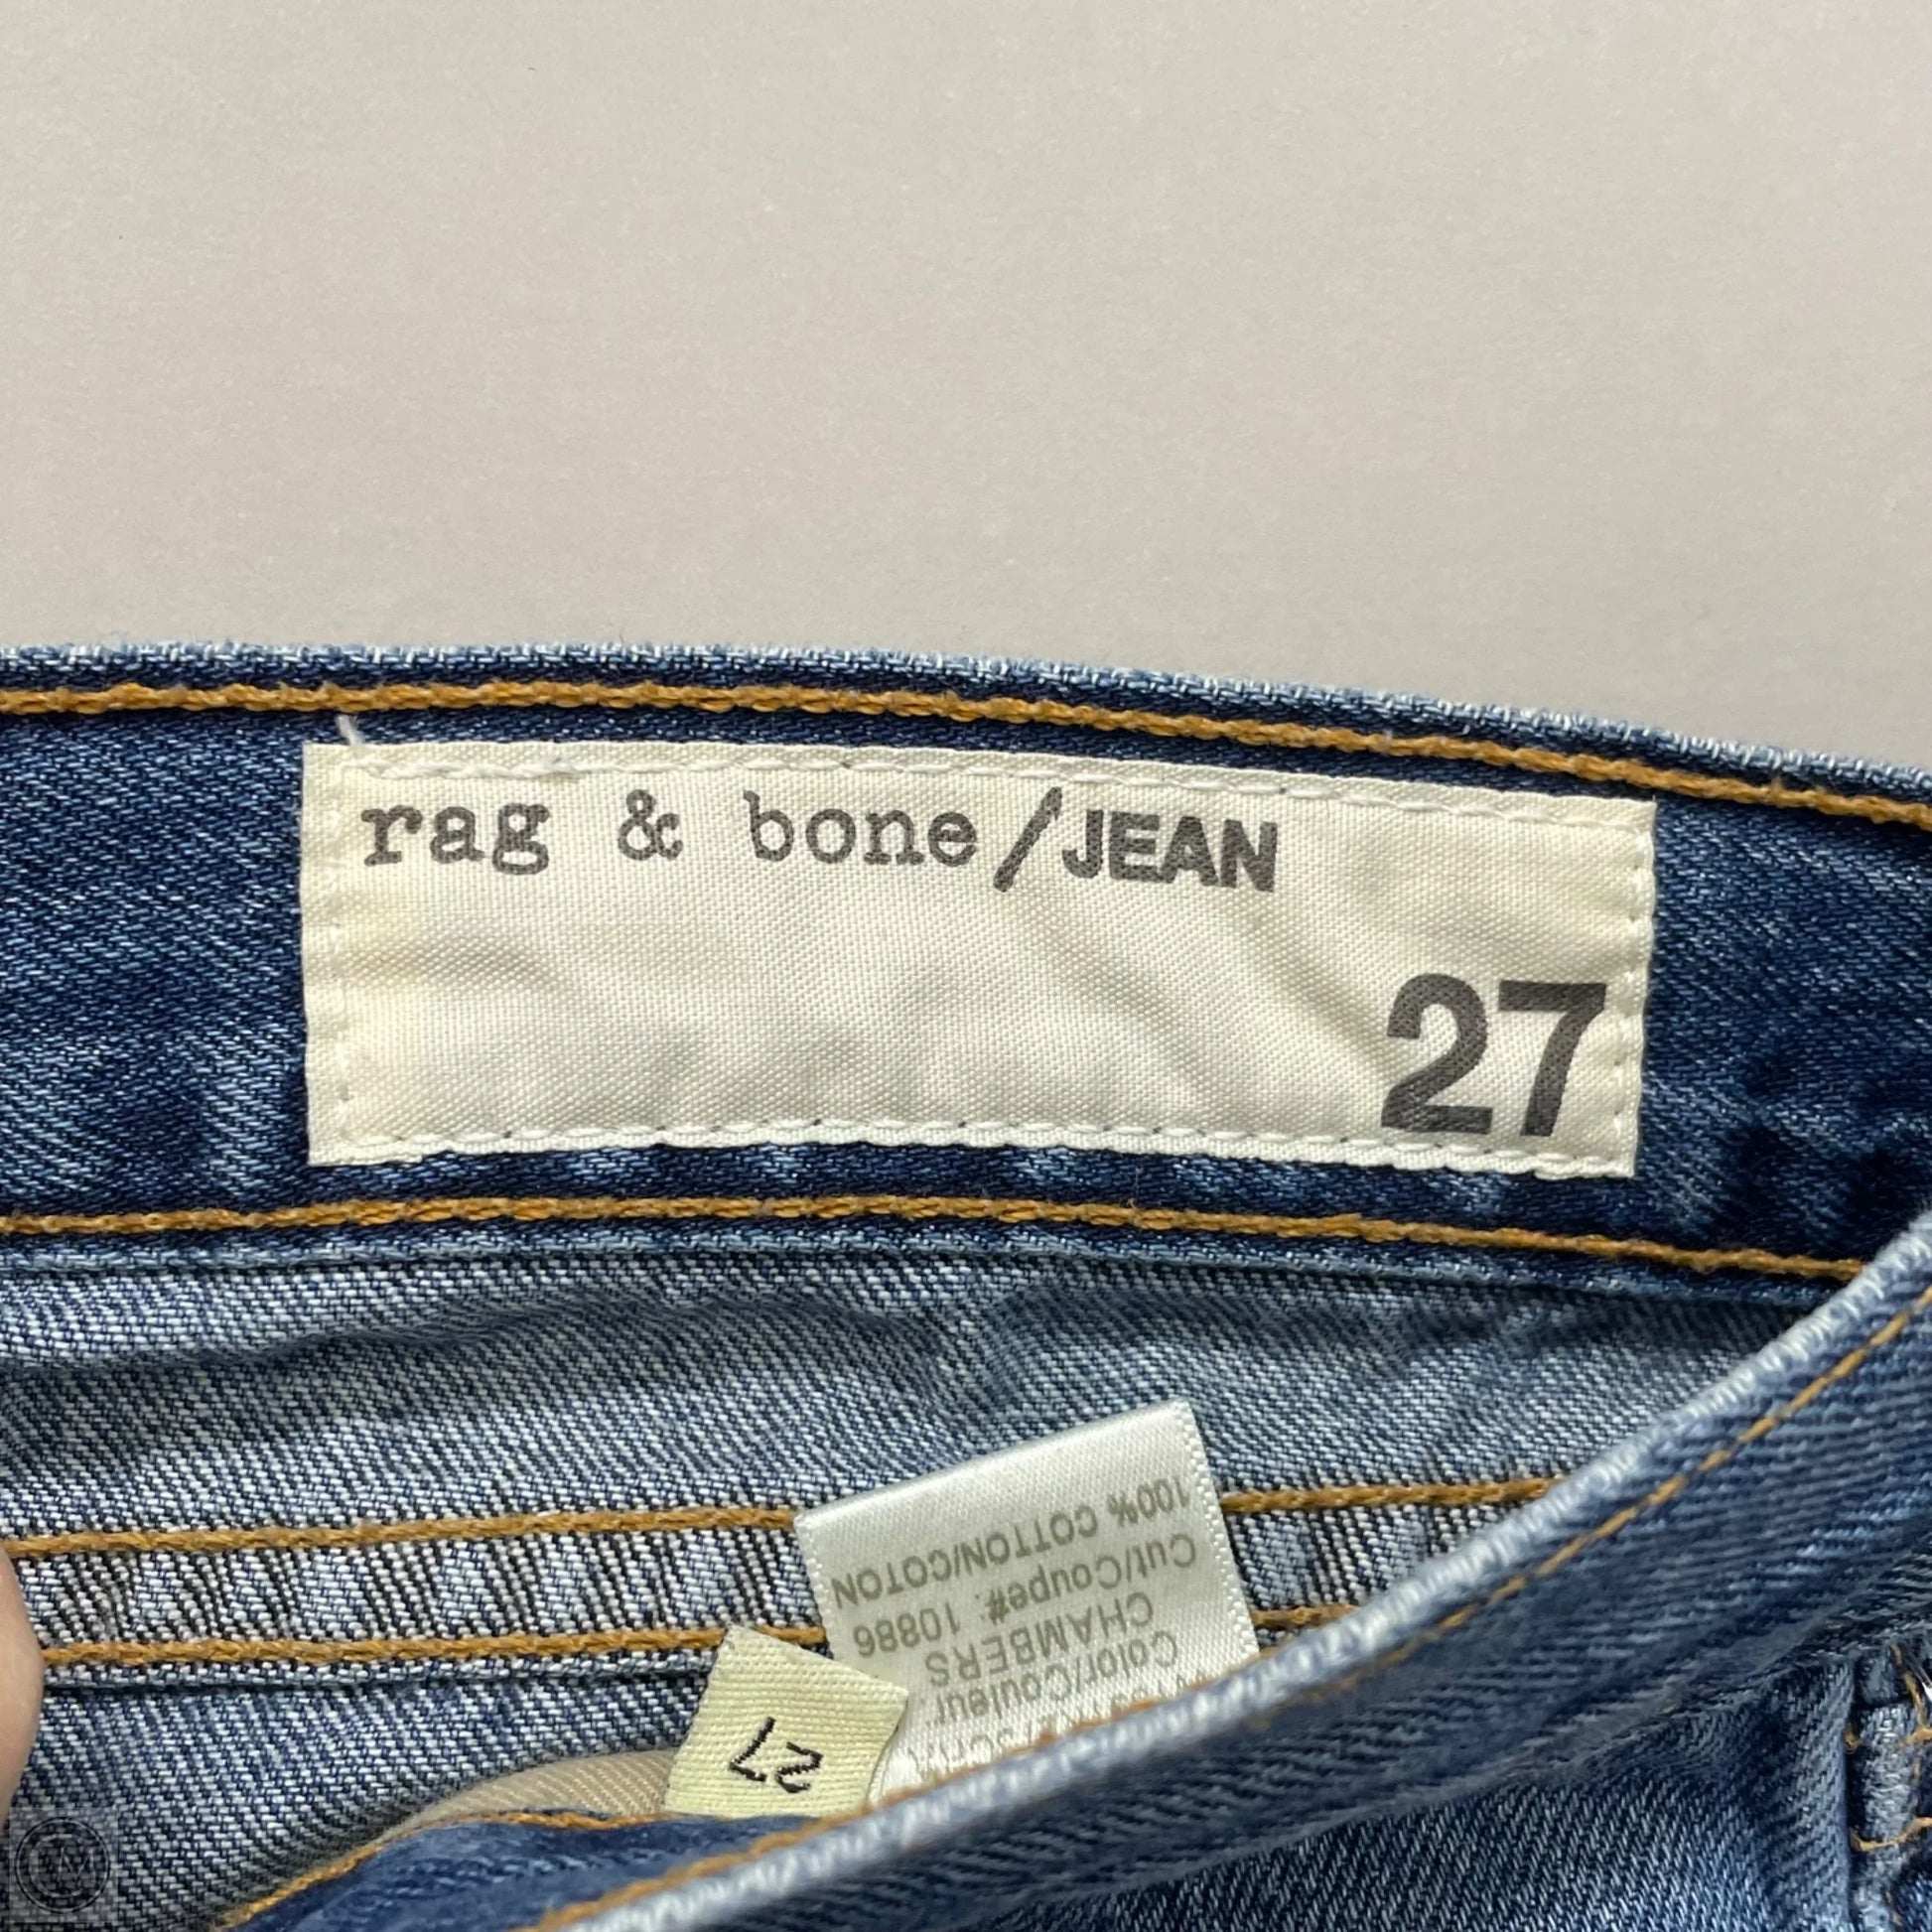 rag & bone/JEAN
27
100% COTTON/COTON
Cut/Coupe#: 10886
CHAMBERS
Color/Couleur
27